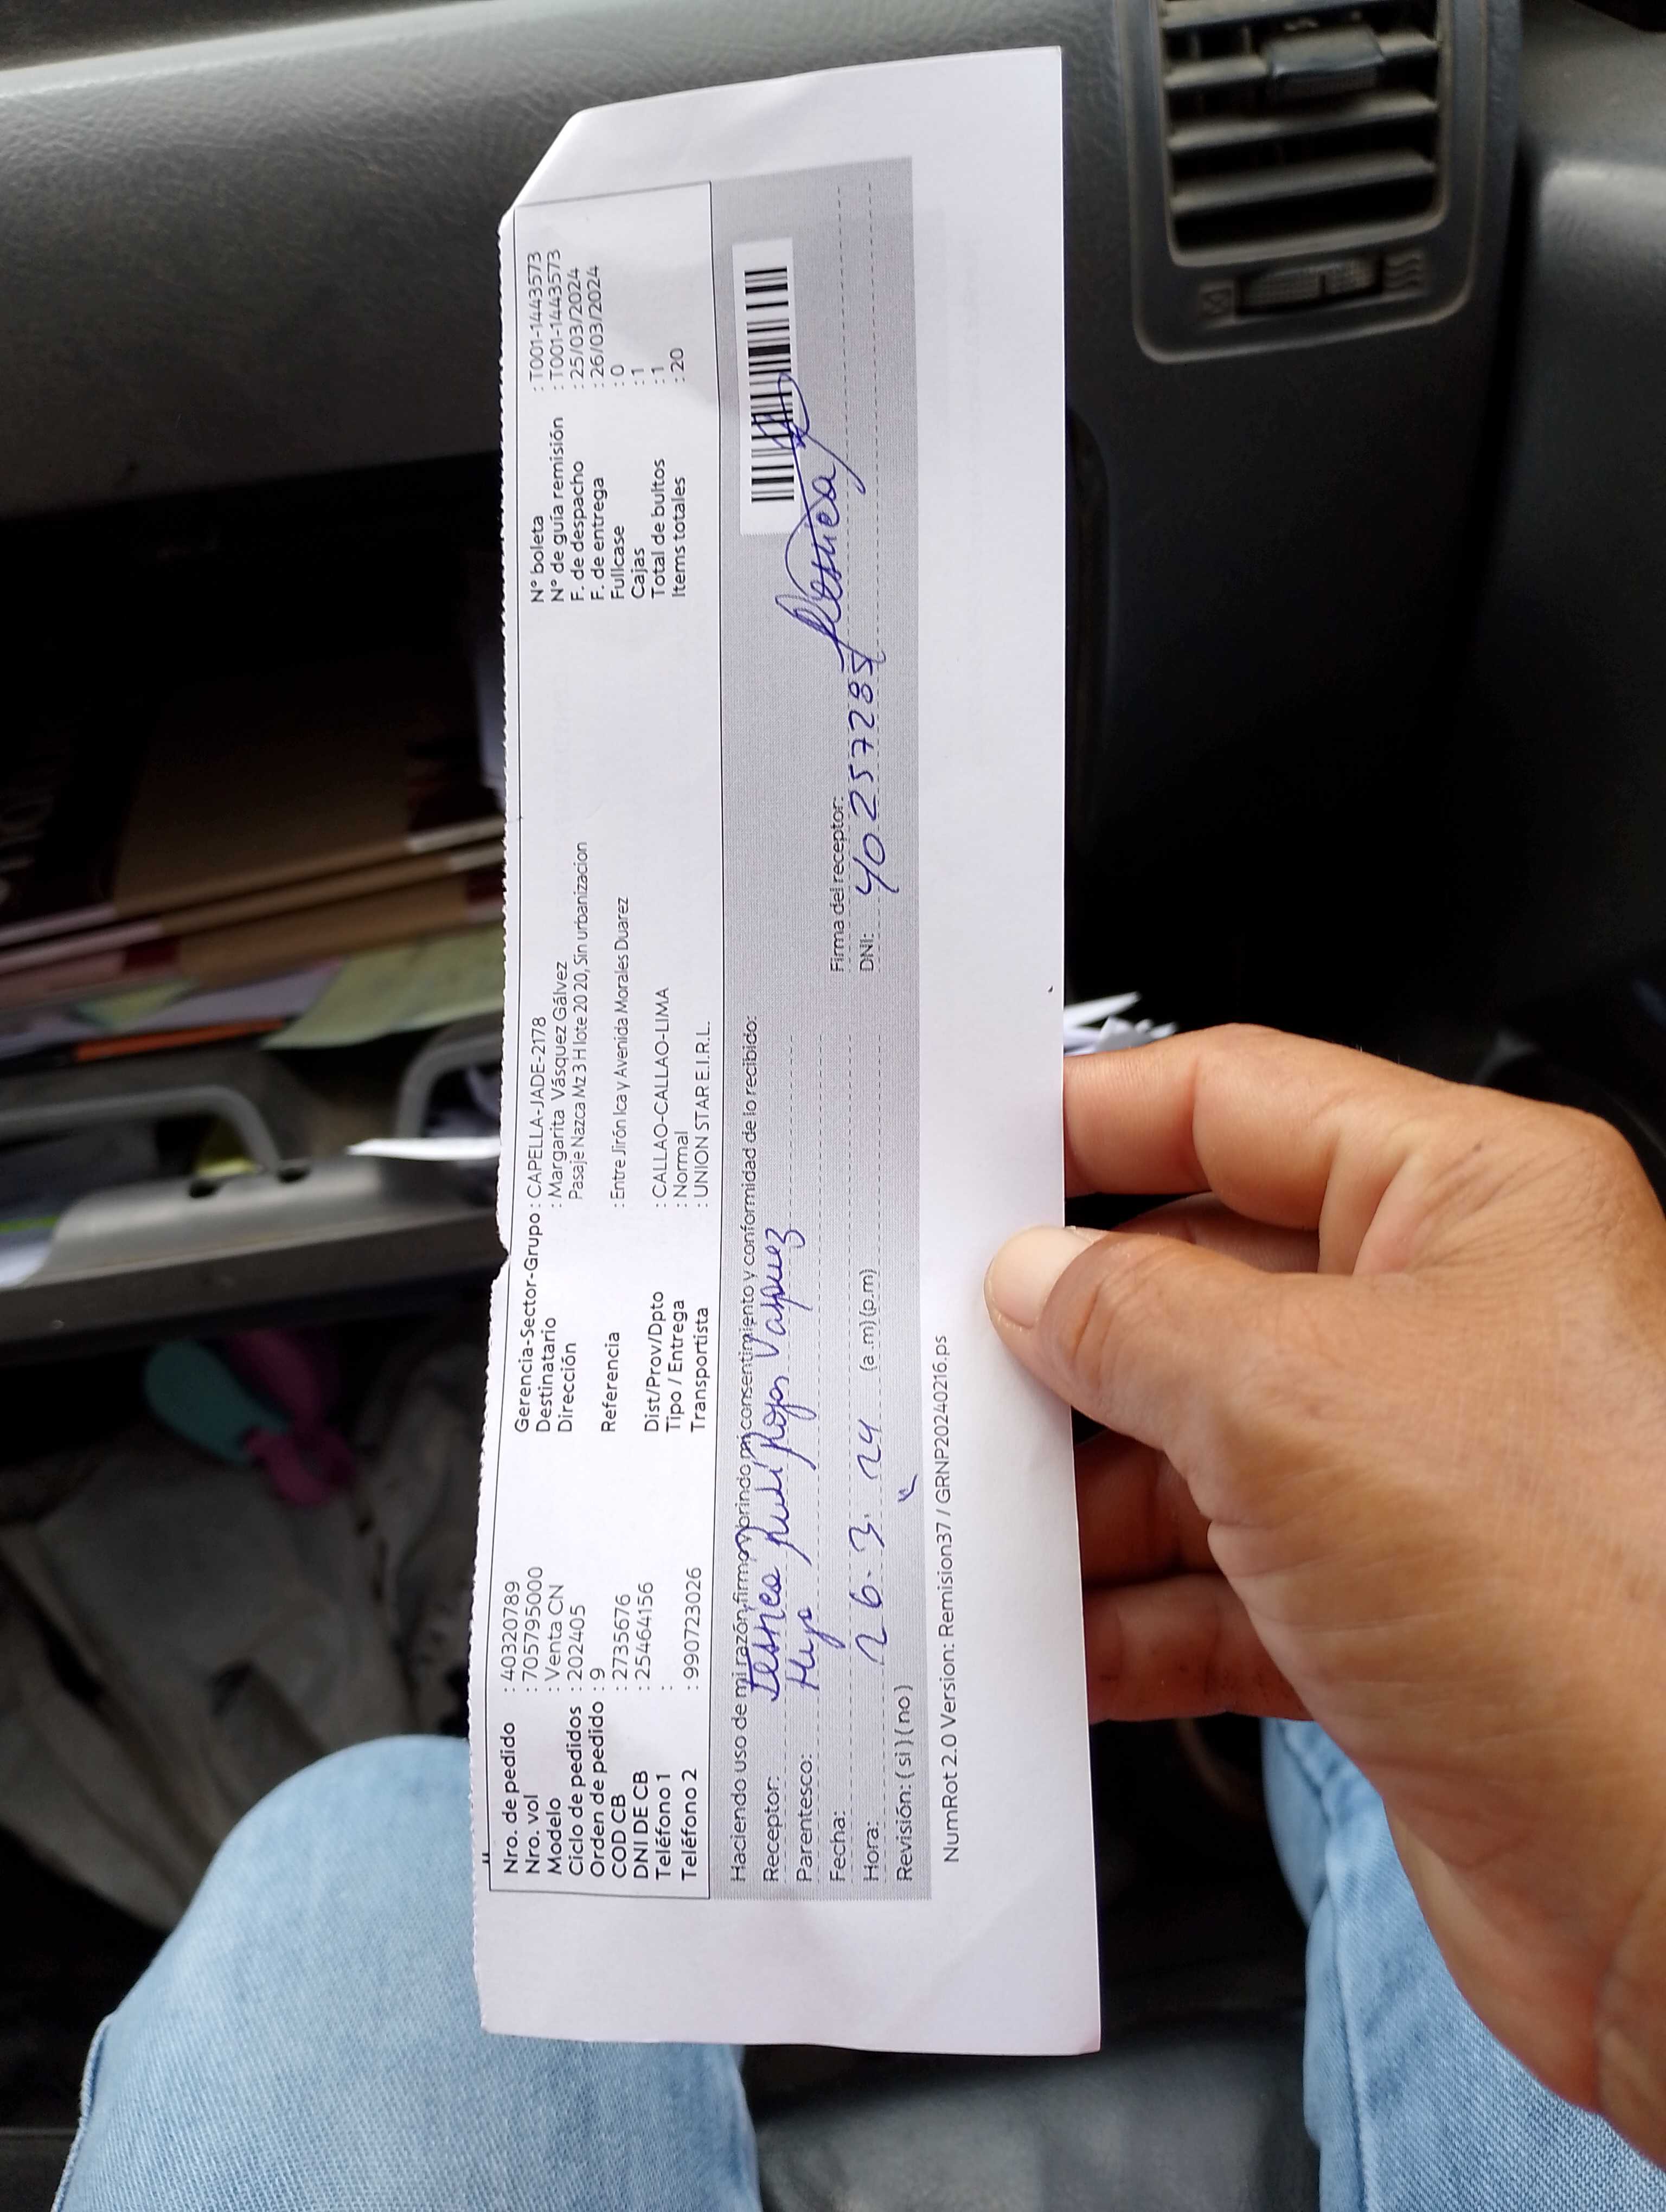 Nro. de pedido : 40320789
Nro. vol : 705795000
Modelo : Venta CN
Ciclo de pedidos : 202405
Orden de pedido : 9
COD CB : 2735676
DNI DE CB : 25464156
Teléfono 1 :
Teléfono 2 : 990723026
Gerencia-Sector-Grupo : CAPELLA-JADE-2178
Destinatario : Margarita Vásquez Gálvez
Dirección Pasaje Nazca Mz 3 H lote 20 20, Sin urbanizacion
Referencia : Entre Jirón Ica y Avenida Morales Duarez
Dist/Prov/Dpto : CALLAO-CALLAO-LIMA
Tipo / Entrega : Normal
Transportista : UNION STAR E.I.R.L.
N° boleta : T001-1443573
N° de guía remisión : T001-1443573
F. de despacho : 25/03/2024
F. de entrega : 26/03/2024
Fullcase : 0
Cajas : 1
Total de bultos : 1
Items totales : 20
Haciendo uso de mi razón, firmo y brindo mi consentimiento y conformidad de lo recibido:
Receptor: Rojas Vasquez
Parentesco: Hija
Firma del receptor:
Fecha: 26.3.24
DNI: 4025728
Hora: (a.m)(p.m)
Revisión: (si) (no)
NumRot 2.0 Version: Remision37 / GRNP20240216.ps